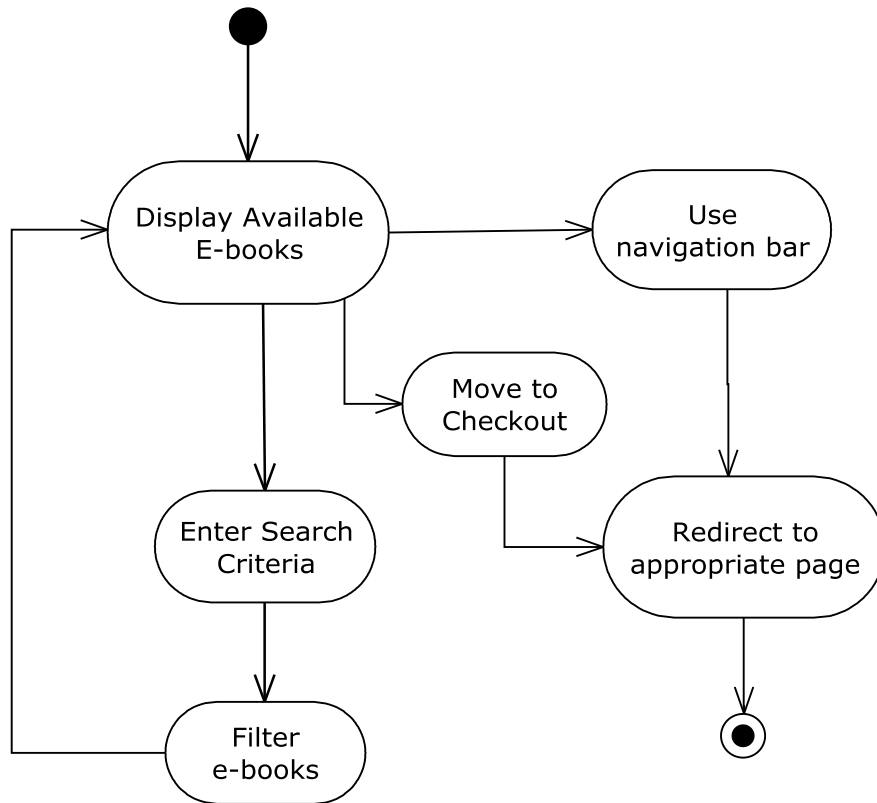 Display Available
E-books
Use
navigation bar
Move to
Checkout
Enter Search
Criteria
Redirect to
appropriate page
Filter
e-books